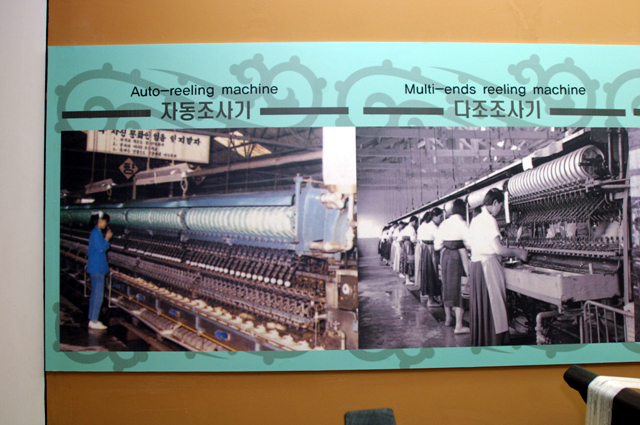 Auto-reeling machine
자동조사기
Multi-ends reeling machine
다조조사기